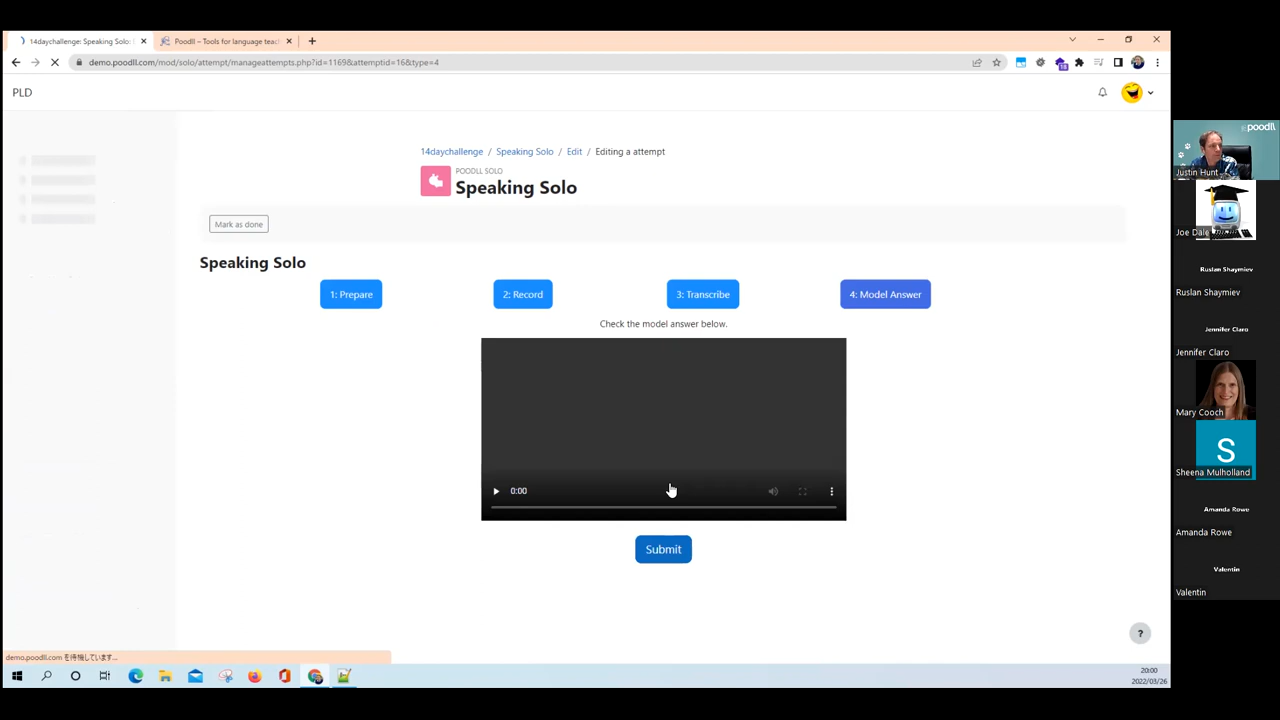 14daychallenge: Speaking Solo:
Poodll – Tools for language teac
demo.poodll.com/mod/solo/attempt/manageattempts.php?id=1169&attemptid=16&type=4
18
PLD
14daychallenge / Speaking Solo / Edit / Editing a attempt
POODLL SOLO
Speaking Solo
Mark as done
Speaking Solo
1: Prepare
2: Record
3: Transcribe
4: Model Answer
Check the model answer below.
0:00
Submit
?
demo.poodll.com を待機しています...
20:00
2022/03/26
poodll
Justin Hunt
Joe Dale
Ruslan Shaymiev
Ruslan Shaymiev
Jennifer Claro
Jennifer Claro
Mary Cooch
S
Sheena Mulholland
Amanda Rowe
Amanda Rowe
Valentin
Valentin